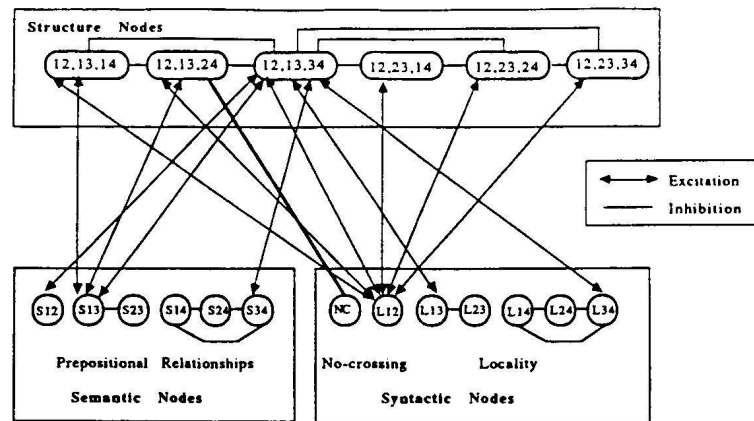 Structure Nodes
12,13,14 12,13,24 12,13,34 12,23,14 12,23,24 12,23,34
Excitation
Inhibition
S12 S13 S23 S14 S24 S34 NC L12 L13 L23 L14 L24 L34
Prepositional Relationships No-crossing Locality
Semantic Nodes Syntactic Nodes